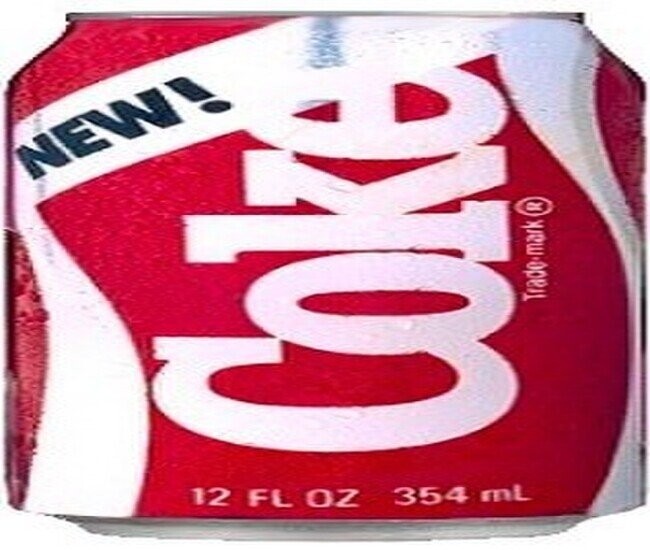 NEW!
Coke
Trade-mark ®
12 FL OZ 354 mL